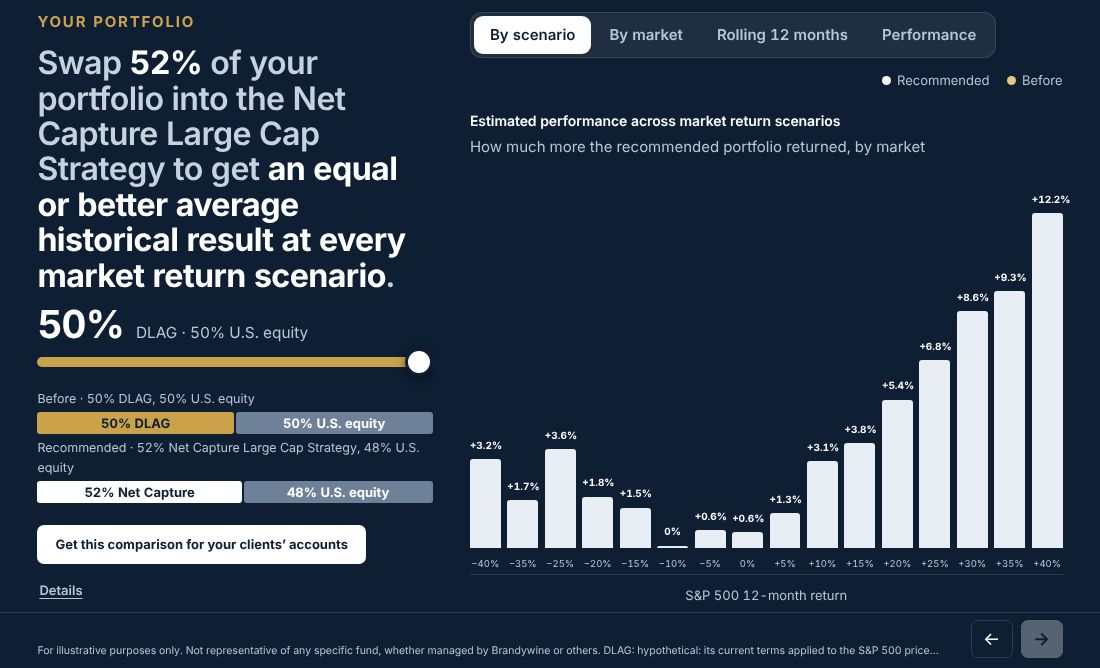 YOUR PORTFOLIO
Swap 52% of your
portfolio into the Net
Capture Large Cap
Strategy to get an equal
or better average
historical result at every
market return scenario.
50% DLAG · 50% U.S. equity
Before · 50% DLAG, 50% U.S. equity
50% DLAG 50% U.S. equity
Recommended · 52% Net Capture Large Cap Strategy, 48% U.S.
equity
52% Net Capture 48% U.S. equity
Get this comparison for your clients’ accounts
Details
By scenario By market Rolling 12 months Performance
Recommended Before
Estimated performance across market return scenarios
How much more the recommended portfolio returned, by market
+3.2% +1.7% +3.6% +1.8% +1.5% 0% +0.6% +0.6% +1.3% +3.1% +3.8% +5.4% +6.8% +8.6% +9.3% +12.2%
−40% −35% −25% −20% −15% −10% −5% 0% +5% +10% +15% +20% +25% +30% +35% +40%
S&P 500 12-month return
For illustrative purposes only. Not representative of any specific fund, whether managed by Brandywine or others. DLAG: hypothetical: its current terms applied to the S&P 500 price…